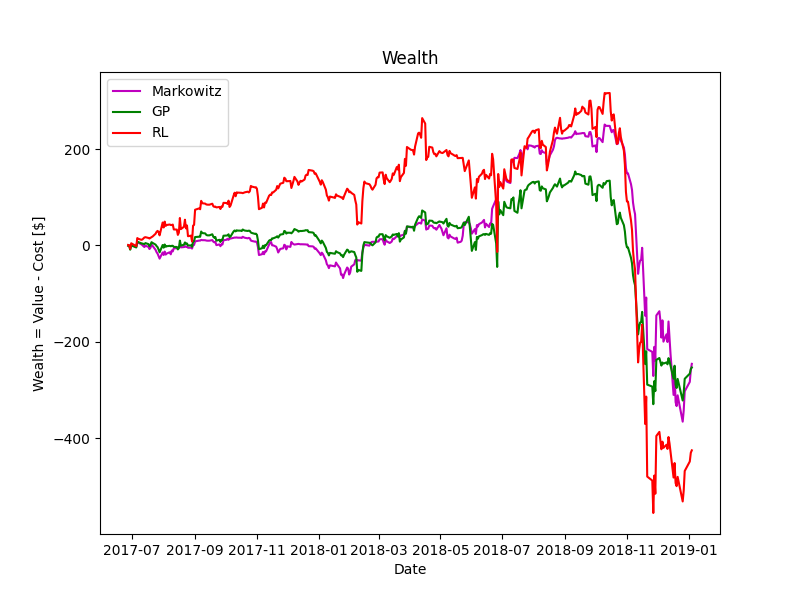 Wealth
Markowitz
GP
RL
Wealth = Value - Cost [$]
200
0
−200
−400
2017-07 2017-09 2017-11 2018-01 2018-03 2018-05 2018-07 2018-09 2018-11 2019-01
Date